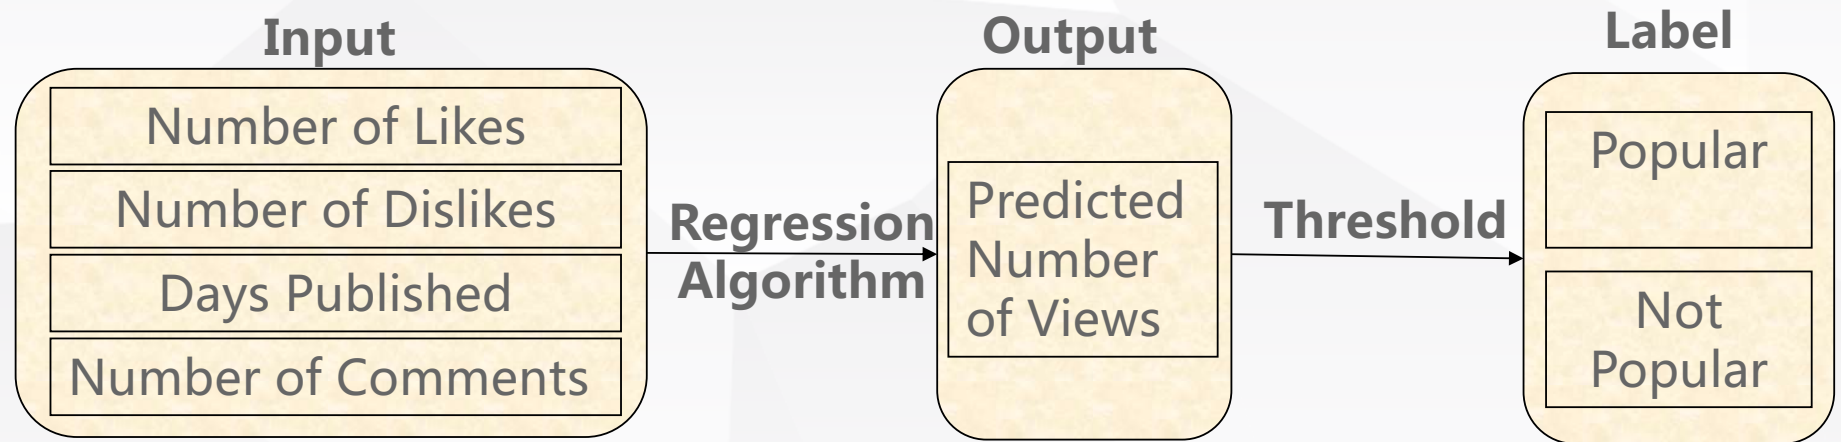 Input
Number of Likes
Number of Dislikes
Days Published
Number of Comments
Regression
Algorithm
Output
Predicted
Number
of Views
Threshold
Label
Popular
Not
Popular